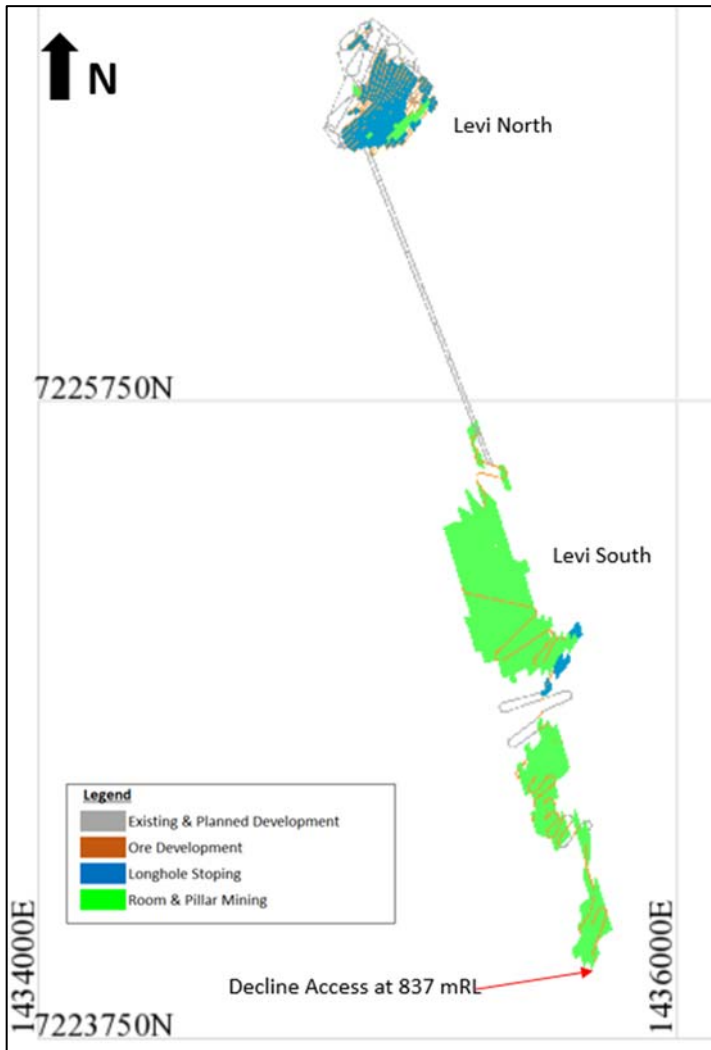 N
Levi North
7225750N
Levi South
Legend
Existing & Planned Development
Ore Development
Longhole Stoping
Room & Pillar Mining
1434000E
1436000E
Decline Access at 837 mRL
7223750N